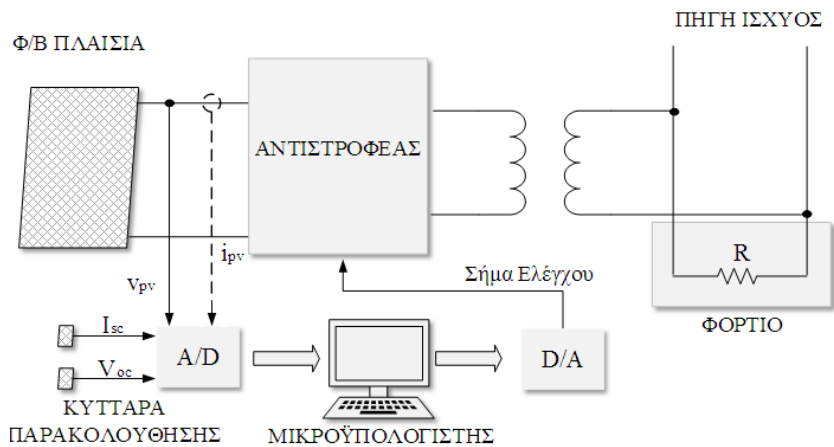 ΠΗΓΗ ΙΣΧΥΟΣ
Φ/Β ΠΛΑΙΣΙΑ
ΑΝΤΙΣΤΡΟΦΕΑΣ
R
ΦΟΡΤΙΟ
ipv
vpv
Σήμα Ελέγχου
Isc
Voc
A/D
D/A
ΚΥΤΤΑΡΑ
ΠΑΡΑΚΟΛΟΥΘΗΣΗΣ
ΜΙΚΡΟΫΠΟΛΟΓΙΣΤΗΣ